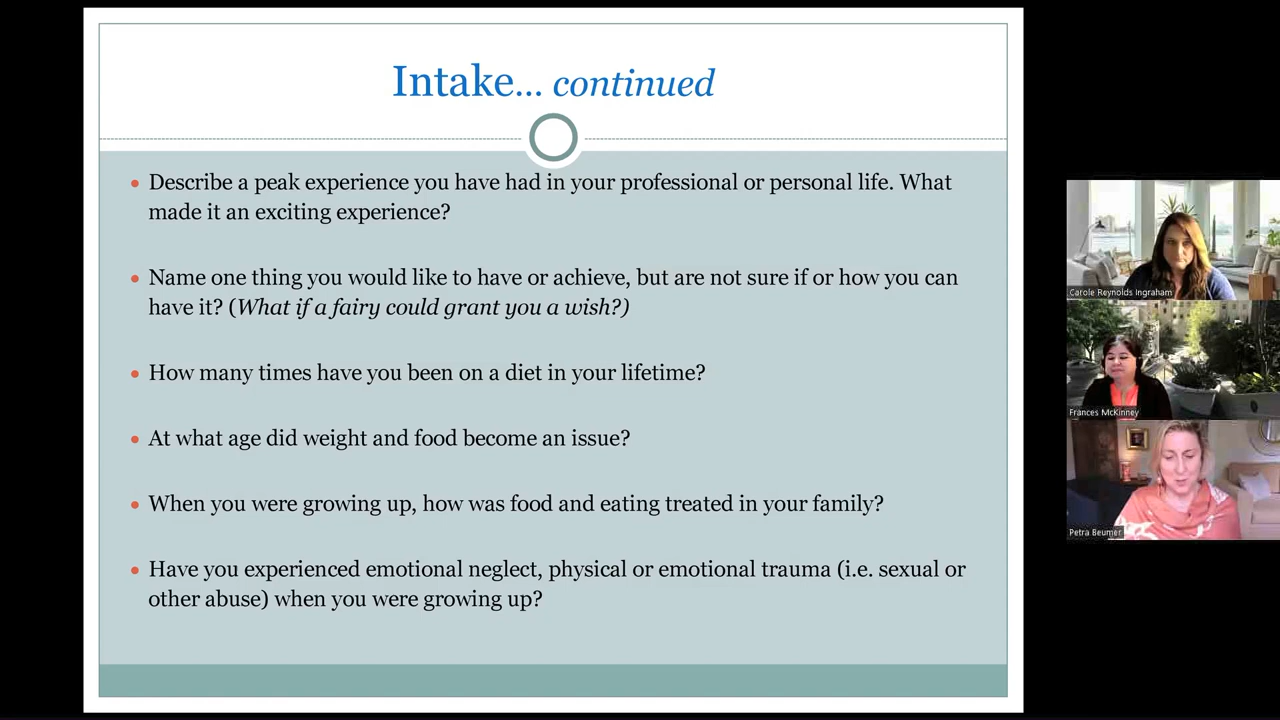 Intake... continued
• Describe a peak experience you have had in your professional or personal life. What
made it an exciting experience?
• Name one thing you would like to have or achieve, but are not sure if or how you can
have it? (What if a fairy could grant you a wish?)
• How many times have you been on a diet in your lifetime?
• At what age did weight and food become an issue?
• When you were growing up, how was food and eating treated in your family?
• Have you experienced emotional neglect, physical or emotional trauma (i.e. sexual or
other abuse) when you were growing up?
Carole Reynolds Ingraham
Frances McKinney
Petra Beumer